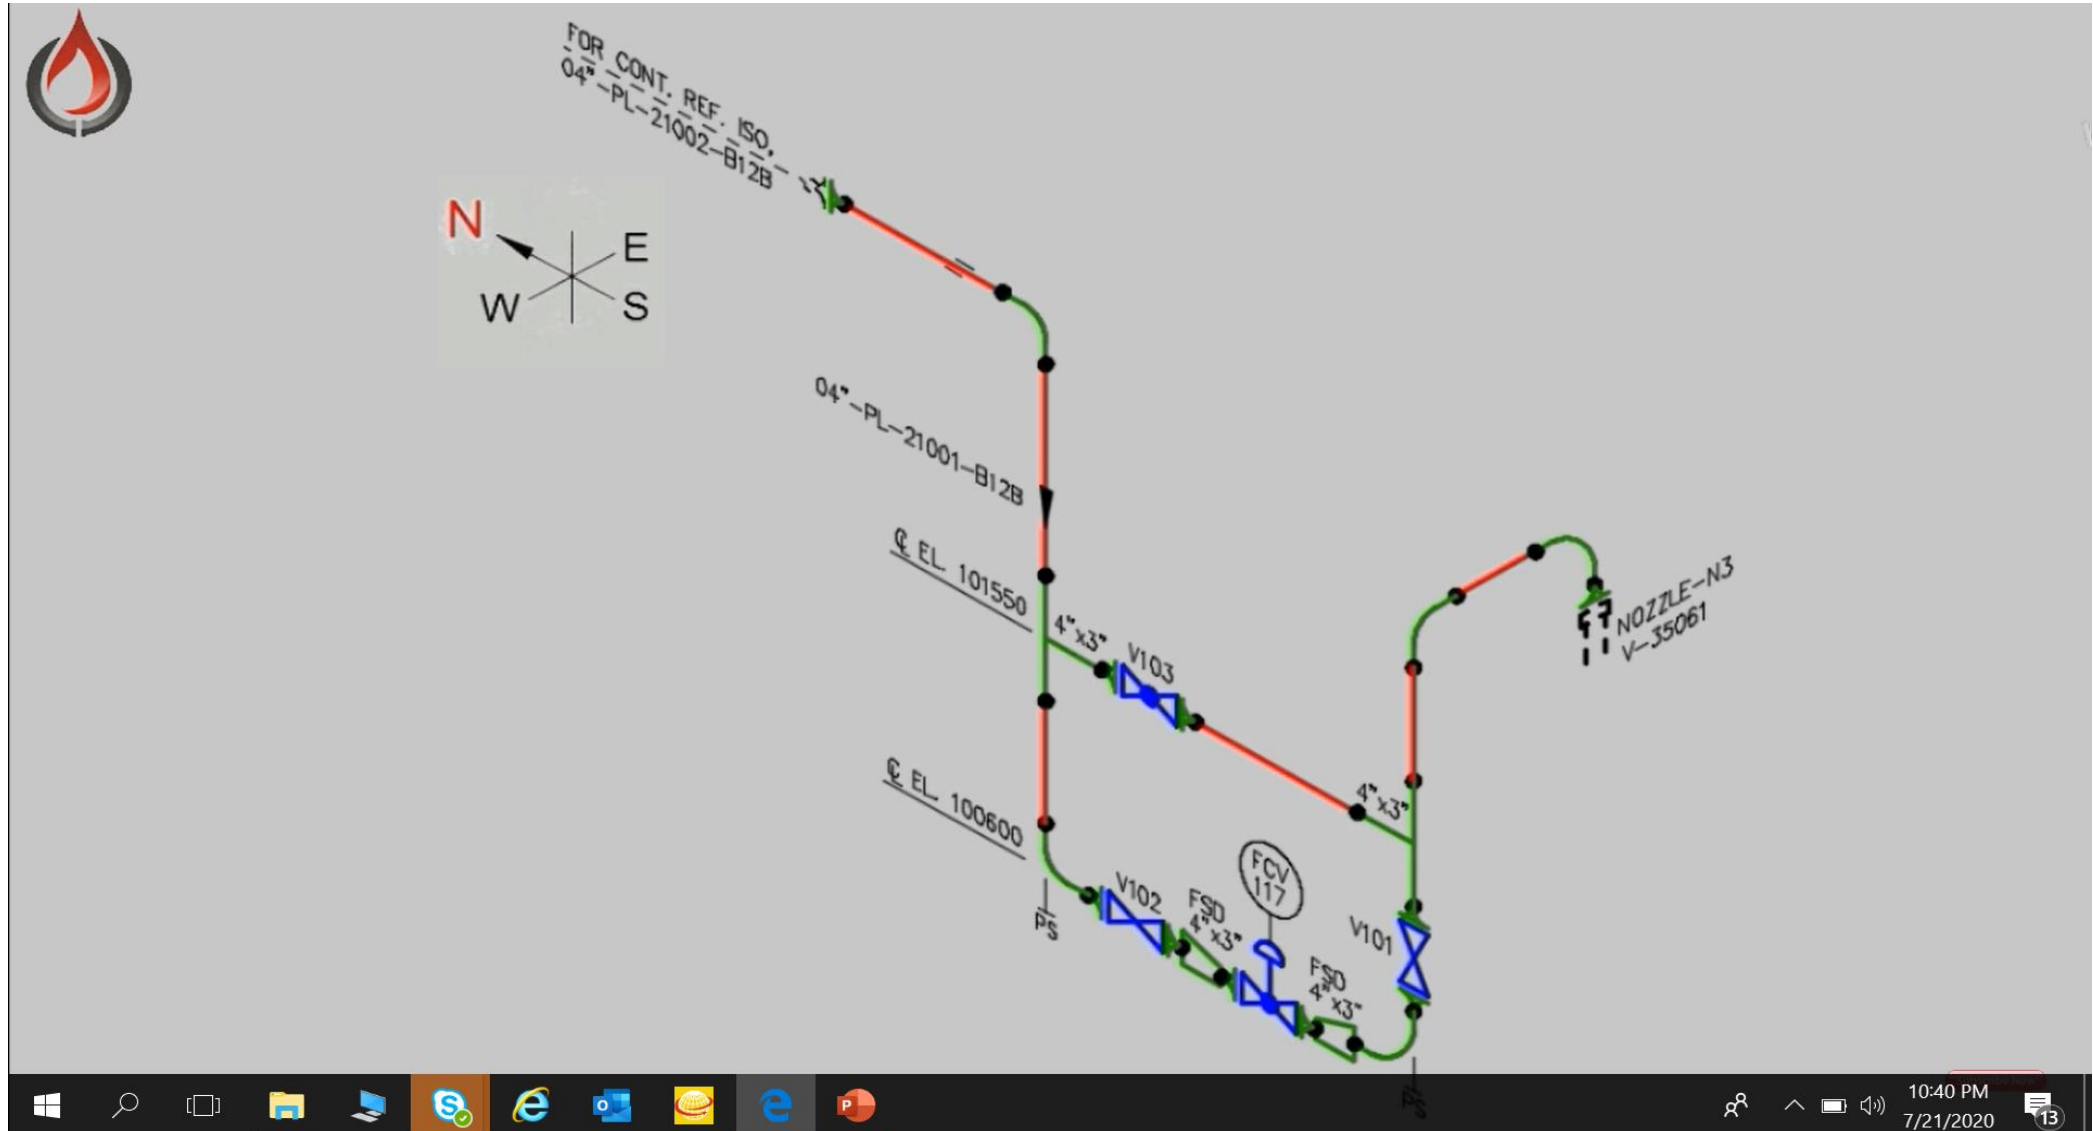 FOR CONT. REF. ISO.
04"-PL-21002-B12B
N
E
W
S
04"-PL-21001-B12B
℄ EL 101550
4"x3"
V103
NOZZLE-N3
V-35061
℄ EL 100600
4"x3"
PS
V102
FSD
4"x3"
FCV
117
V101
FSD
4"x3"
10:40 PM
7/21/2020
13